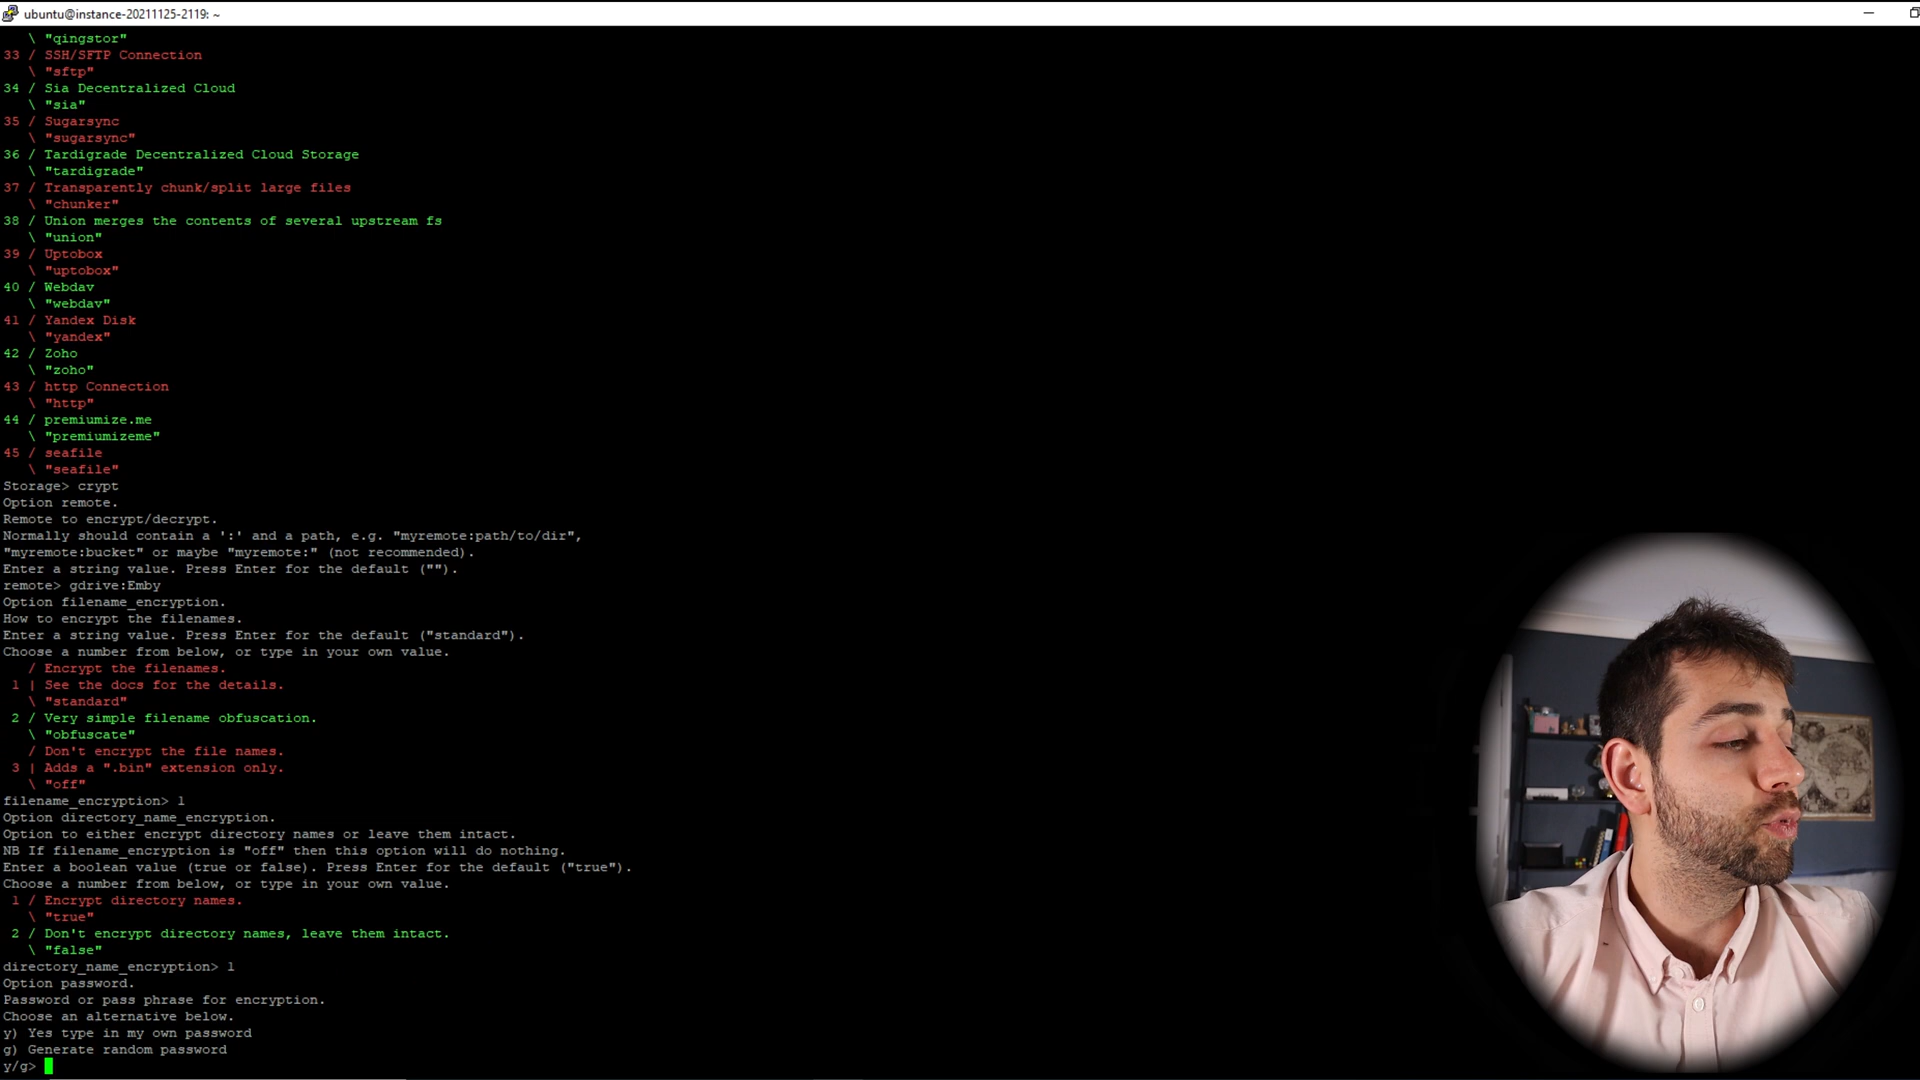 ubuntu@instance-20211125-2119: ~
\ "qingstor"
33 / SSH/SFTP Connection
\ "sftp"
34 / Sia Decentralized Cloud
\ "sia"
35 / Sugarsync
\ "sugarsync"
36 / Tardigrade Decentralized Cloud Storage
\ "tardigrade"
37 / Transparently chunk/split large files
\ "chunker"
38 / Union merges the contents of several upstream fs
\ "union"
39 / Uptobox
\ "uptobox"
40 / Webdav
\ "webdav"
41 / Yandex Disk
\ "yandex"
42 / Zoho
\ "zoho"
43 / http Connection
\ "http"
44 / premiumize.me
\ "premiumizeme"
45 / seafile
\ "seafile"
Storage> crypt
Option remote.
Remote to encrypt/decrypt.
Normally should contain a ':' and a path, e.g. "myremote:path/to/dir",
"myremote:bucket" or maybe "myremote:" (not recommended).
Enter a string value. Press Enter for the default ("").
remote> gdrive:Emby
Option filename_encryption.
How to encrypt the filenames.
Enter a string value. Press Enter for the default ("standard").
Choose a number from below, or type in your own value.
/ Encrypt the filenames.
1 | See the docs for the details.
\ "standard"
2 / Very simple filename obfuscation.
\ "obfuscate"
/ Don't encrypt the file names.
3 | Adds a ".bin" extension only.
\ "off"
filename_encryption> 1
Option directory_name_encryption.
Option to either encrypt directory names or leave them intact.
NB If filename_encryption is "off" then this option will do nothing.
Enter a boolean value (true or false). Press Enter for the default ("true").
Choose a number from below, or type in your own value.
1 / Encrypt directory names.
\ "true"
2 / Don't encrypt directory names, leave them intact.
\ "false"
directory_name_encryption> 1
Option password.
Password or pass phrase for encryption.
Choose an alternative below.
y) Yes type in my own password
g) Generate random password
y/g>